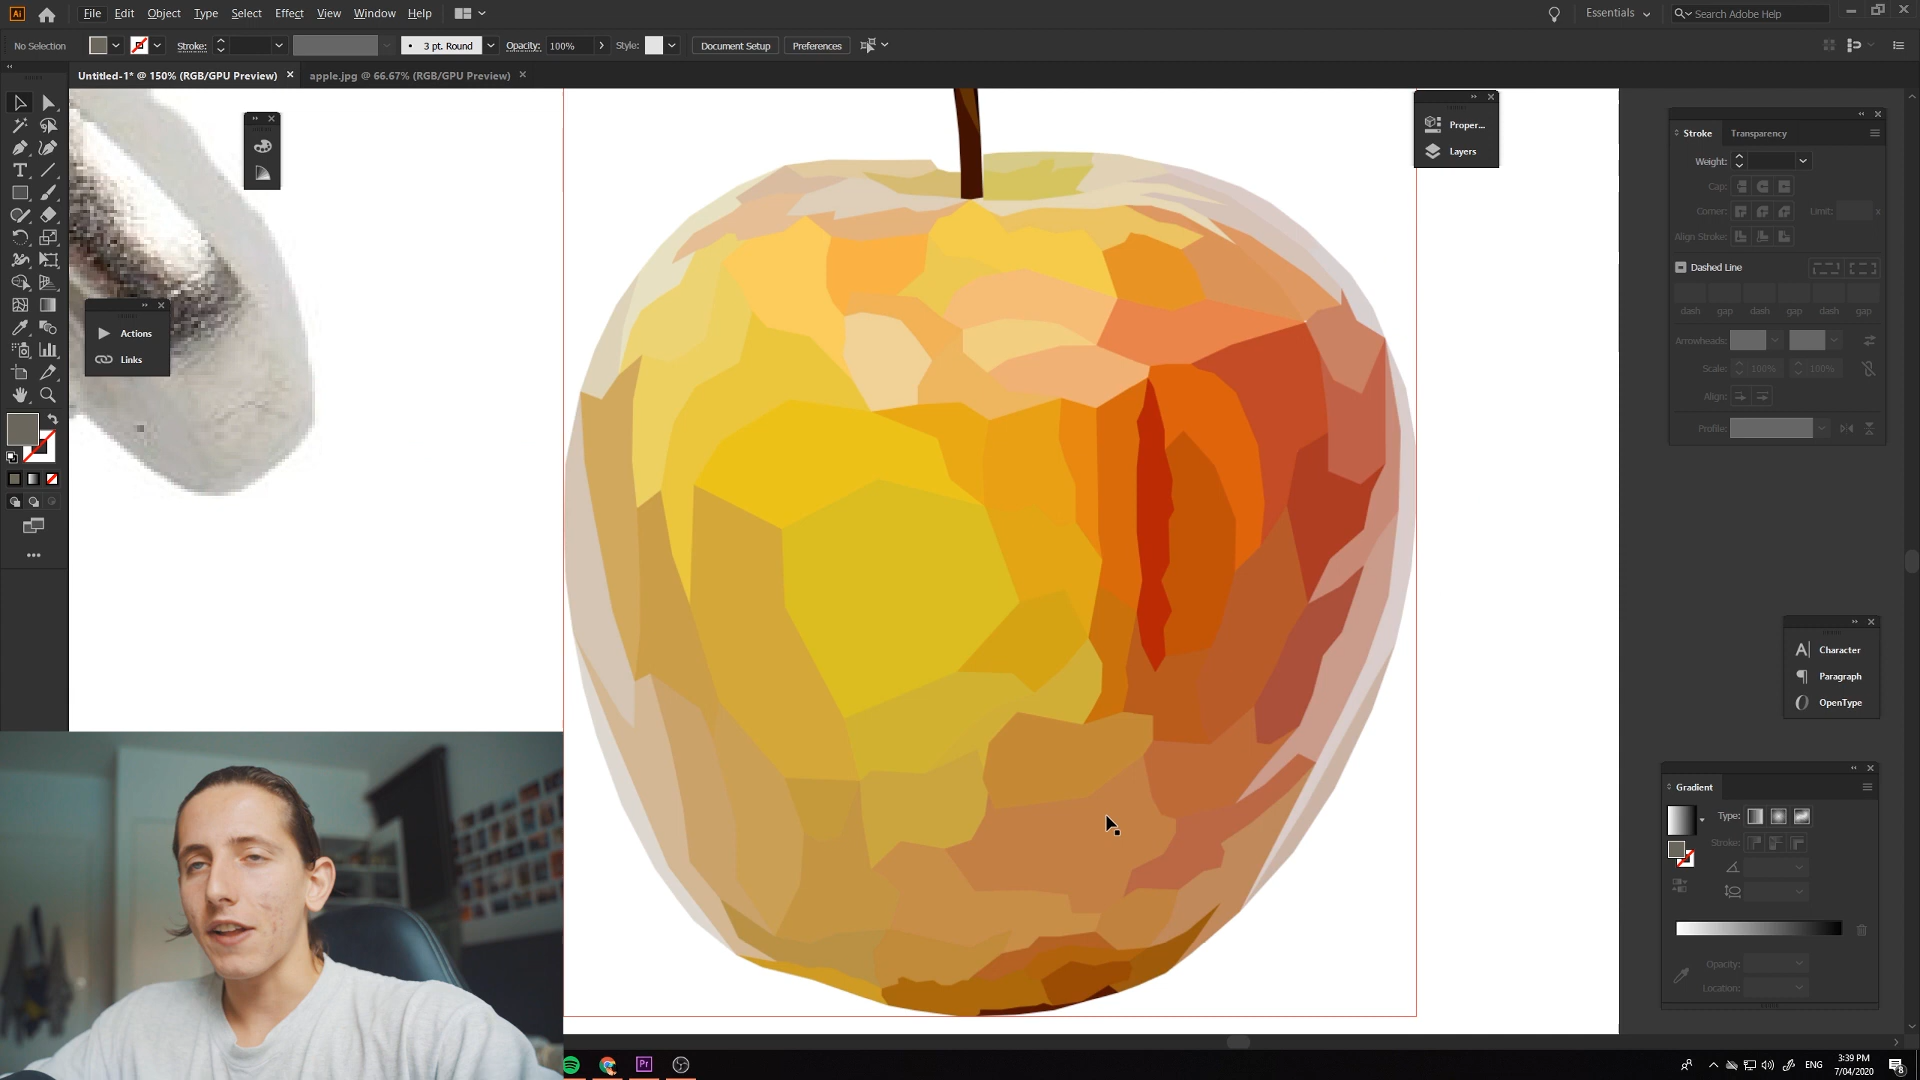 Ai File Edit Object Type Select Effect View Window Help Essentials Search Adobe Help
No Selection Stroke: 3 pt. Round Opacity: 100% Style: Document Setup Preferences
Untitled-1* @ 150% (RGB/GPU Preview) apple.jpg @ 66.67% (RGB/GPU Preview)
Proper...
Layers
Actions
Links
Stroke Transparency
Weight:
Cap:
Corner: Limit: x
Align Stroke:
Dashed Line
dash gap dash gap dash gap
Arrowheads:
Scale: 100% 100%
Align:
Profile:
Character
Paragraph
OpenType
Gradient
Type:
Stroke:
Opacity:
Location:
Pr
ENG
3:39 PM
7/04/2020